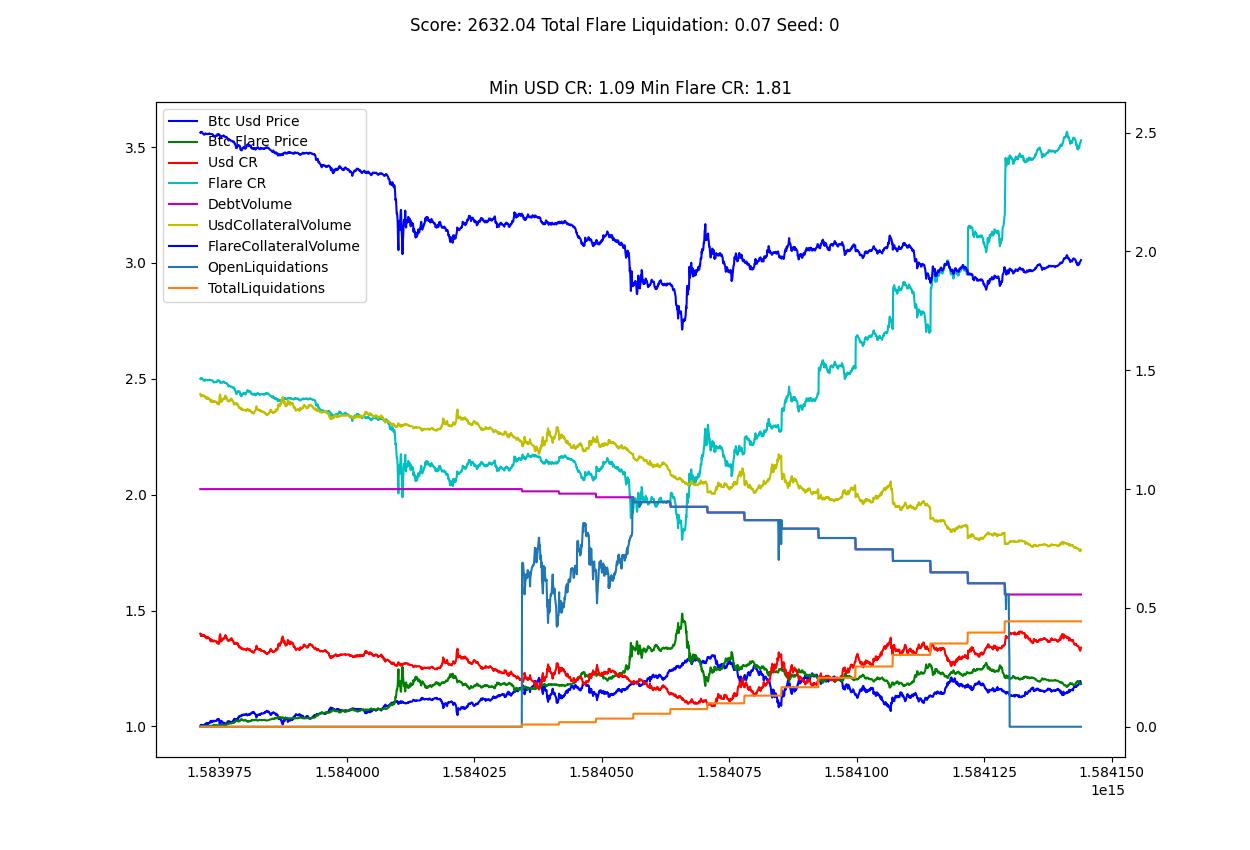 Score: 2632.04 Total Flare Liquidation: 0.07 Seed: 0
Min USD CR: 1.09 Min Flare CR: 1.81
Btc Usd Price
Btc Flare Price
Usd CR
Flare CR
DebtVolume
UsdCollateralVolume
FlareCollateralVolume
OpenLiquidations
TotalLiquidations
3.5
3.0
2.5
2.0
1.5
1.0
2.5
2.0
1.5
1.0
0.5
0.0
1.583975 1.584000 1.584025 1.584050 1.584075 1.584100 1.584125 1.584150
1e15